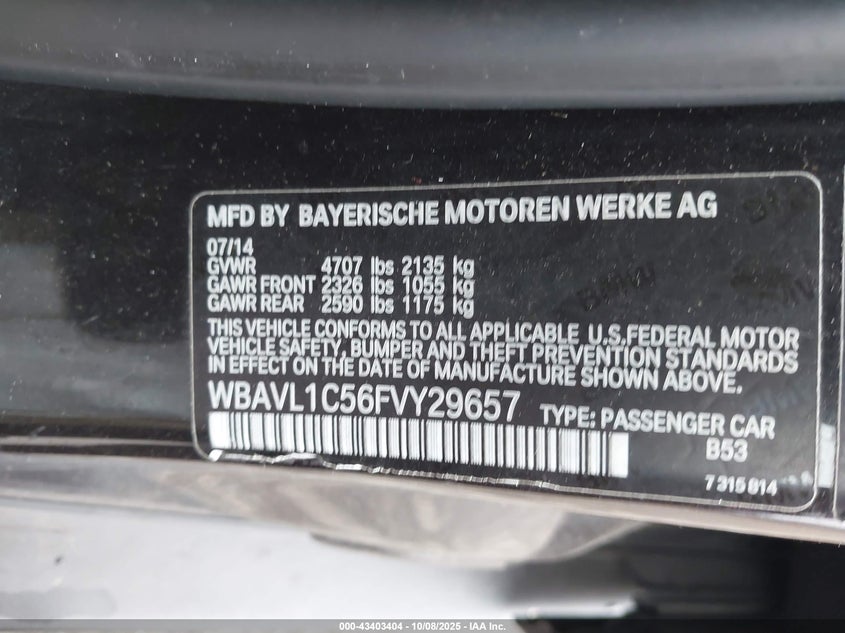 MFD BY BAYERISCHE MOTOREN WERKE AG
07/14
GVWR 4707 lbs 2135 kg
GAWR FRONT 2326 lbs 1055 kg
GAWR REAR 2590 lbs 1175 kg
THIS VEHICLE CONFORMS TO ALL APPLICABLE U.S.FEDERAL MOTOR
VEHICLE SAFETY, BUMPER AND THEFT PREVENTION STANDARDS
IN EFFECT ON THE DATE OF MANUFACTURE SHOWN ABOVE.
WBAVL1C56FVY29657 TYPE: PASSENGER CAR
B53
7 315 814
000-43403404 - 10/08/2025 - IAA Inc.